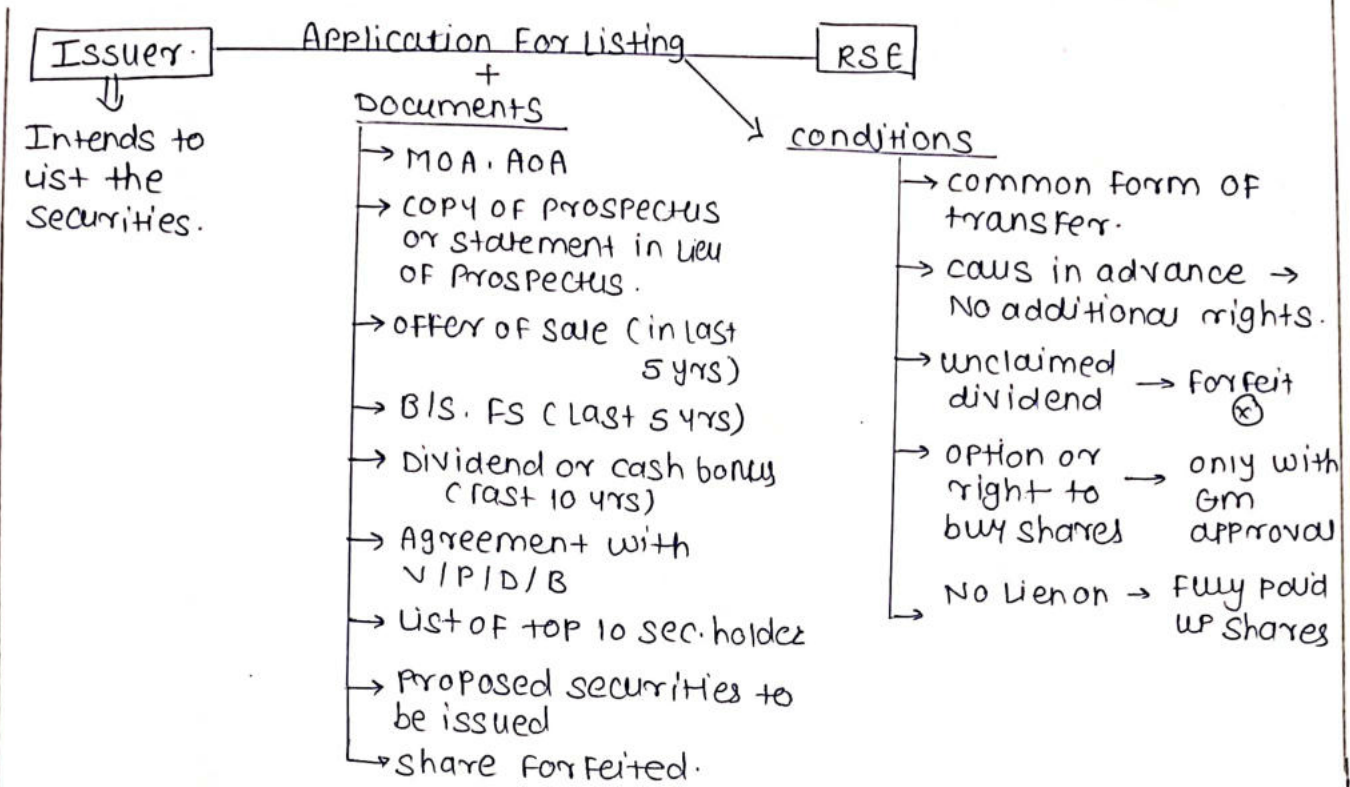 Issuer.
Application For Listing
RSE
+
Intends to
list the
securities.
Documents
→ MOA. AOA
→ copy of prospectus
or statement in lieu
of prospectus.
→ offer of sale (in last
5 yrs)
→ B/S. FS (Last 5 yrs)
→ Dividend or cash bonus
(last 10 yrs)
→ Agreement with
V/P/D/B
→ List of top 10 sec. holder
→ Proposed securities to
be issued
→ share forfeited.
conditions
→ common form of
transfer.
→ calls in advance →
No additional rights.
→ unclaimed
dividend → forfeit
ⓧ
→ option or
right to
buy shares → only with
Gm
approval
→ No lien on → Fully paid
up shares